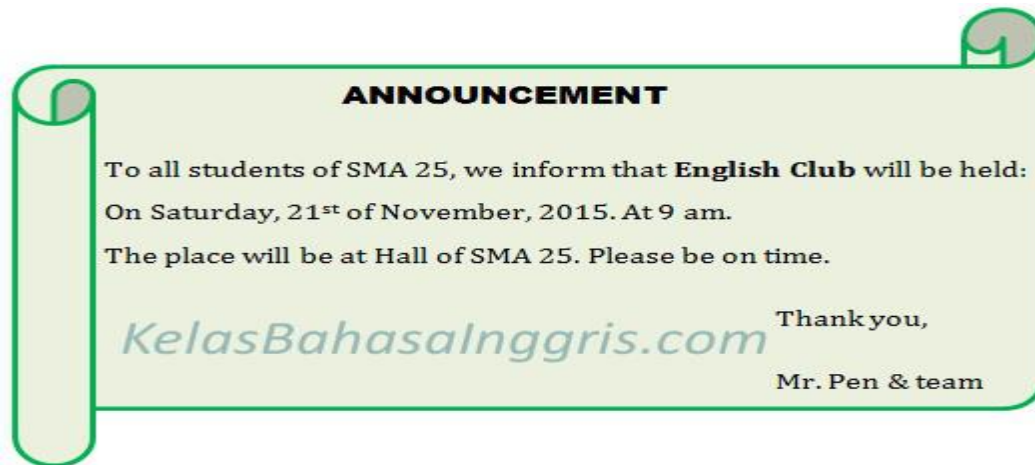 ANNOUNCEMENT
To all students of SMA 25, we inform that English Club will be held:
On Saturday, 21st of November, 2015. At 9 am.
The place will be at Hall of SMA 25. Please be on time.
Thank you,
KelasBahasaInggris.com
Mr. Pen & team